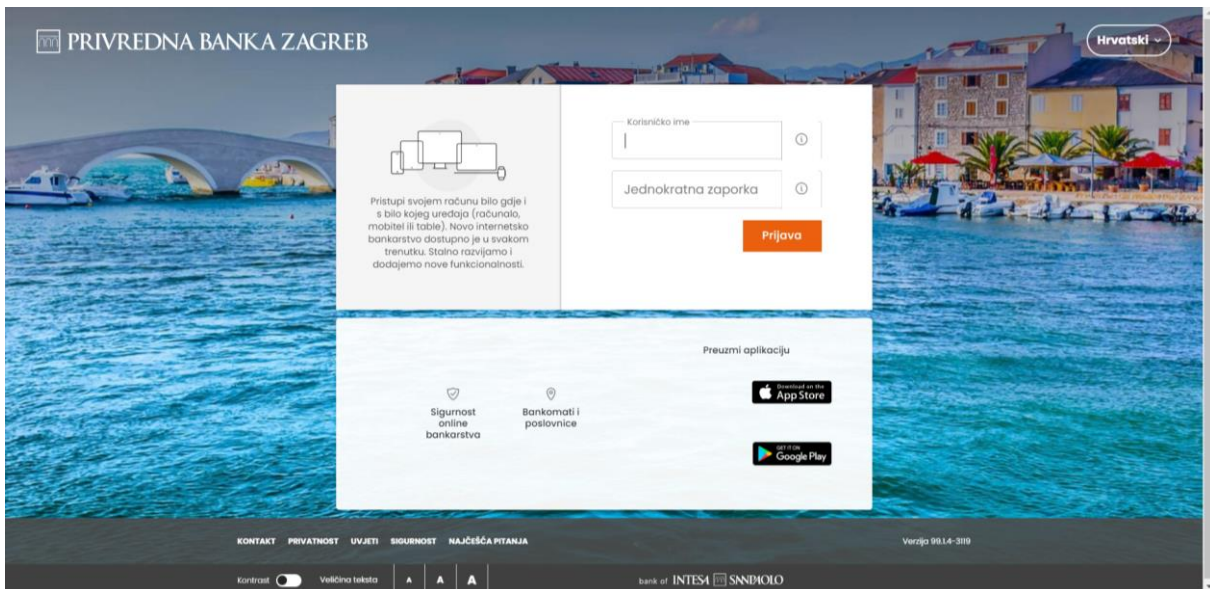 PRIVREDNA BANKA ZAGREB
Hrvatski
Pristupi svojem računu bilo gdje i
s bilo kojeg uređaja (računalo,
mobitel ili table). Novo internetsko
bankarstvo dostupno je u svakom
trenutku. Stalno razvijamo i
dodajemo nove funkcionalnosti.
Korisničko ime
Jednokratna zaporka
Prijava
Preuzmi aplikaciju
Sigurnost
online
bankarstva
Bankomati i
poslovnice
Download on the
App Store
GET IT ON
Google Play
KONTAKT PRIVATNOST UVJETI SIGURNOST NAJČEŠĆA PITANJA
Verzija 99.1.4-3119
Kontrast Veličina teksta A A A
bank of INTESA SANPAOLO